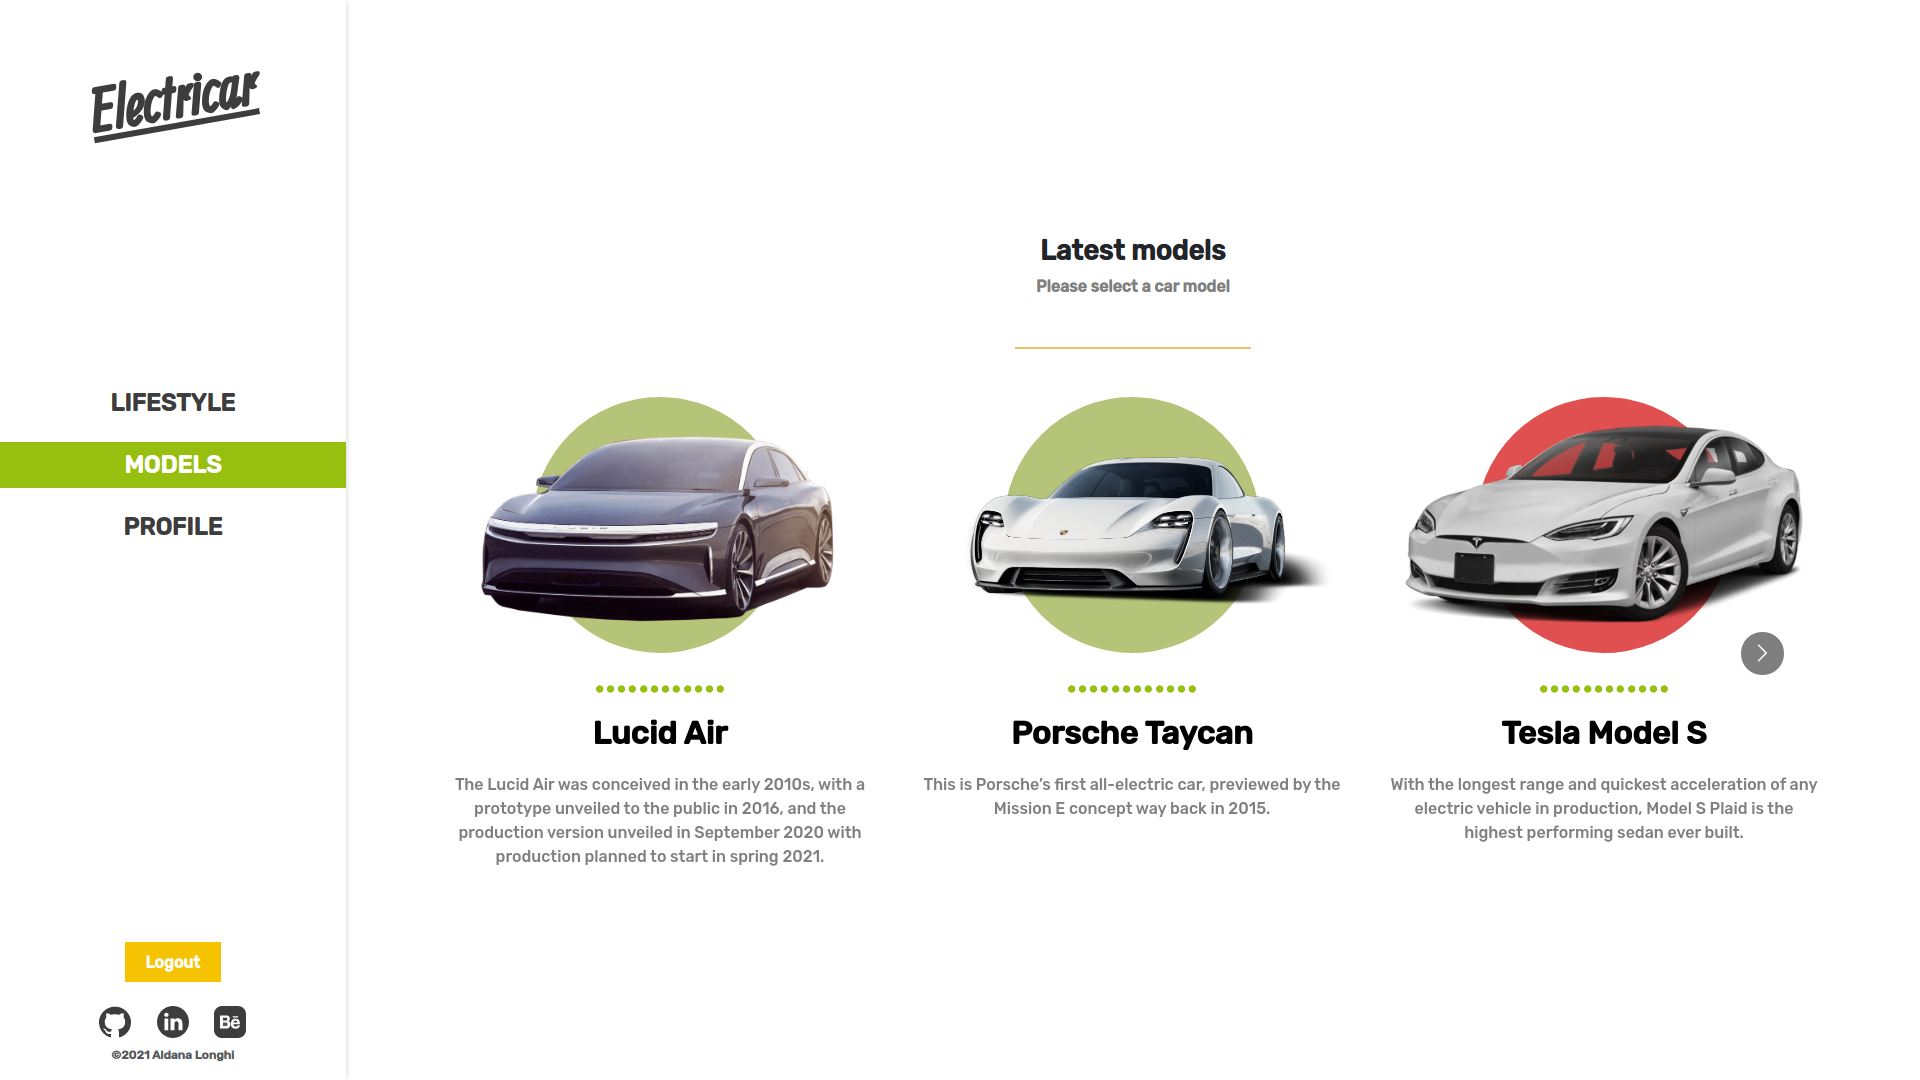 Electricar
LIFESTYLE
MODELS
PROFILE
Logout
in
Bē
©2021 Aldana Longhi
Latest models
Please select a car model
LUCID
Lucid Air
The Lucid Air was conceived in the early 2010s, with a
prototype unveiled to the public in 2016, and the
production version unveiled in September 2020 with
production planned to start in spring 2021.
Porsche Taycan
This is Porsche’s first all-electric car, previewed by the
Mission E concept way back in 2015.
Tesla Model S
With the longest range and quickest acceleration of any
electric vehicle in production, Model S Plaid is the
highest performing sedan ever built.